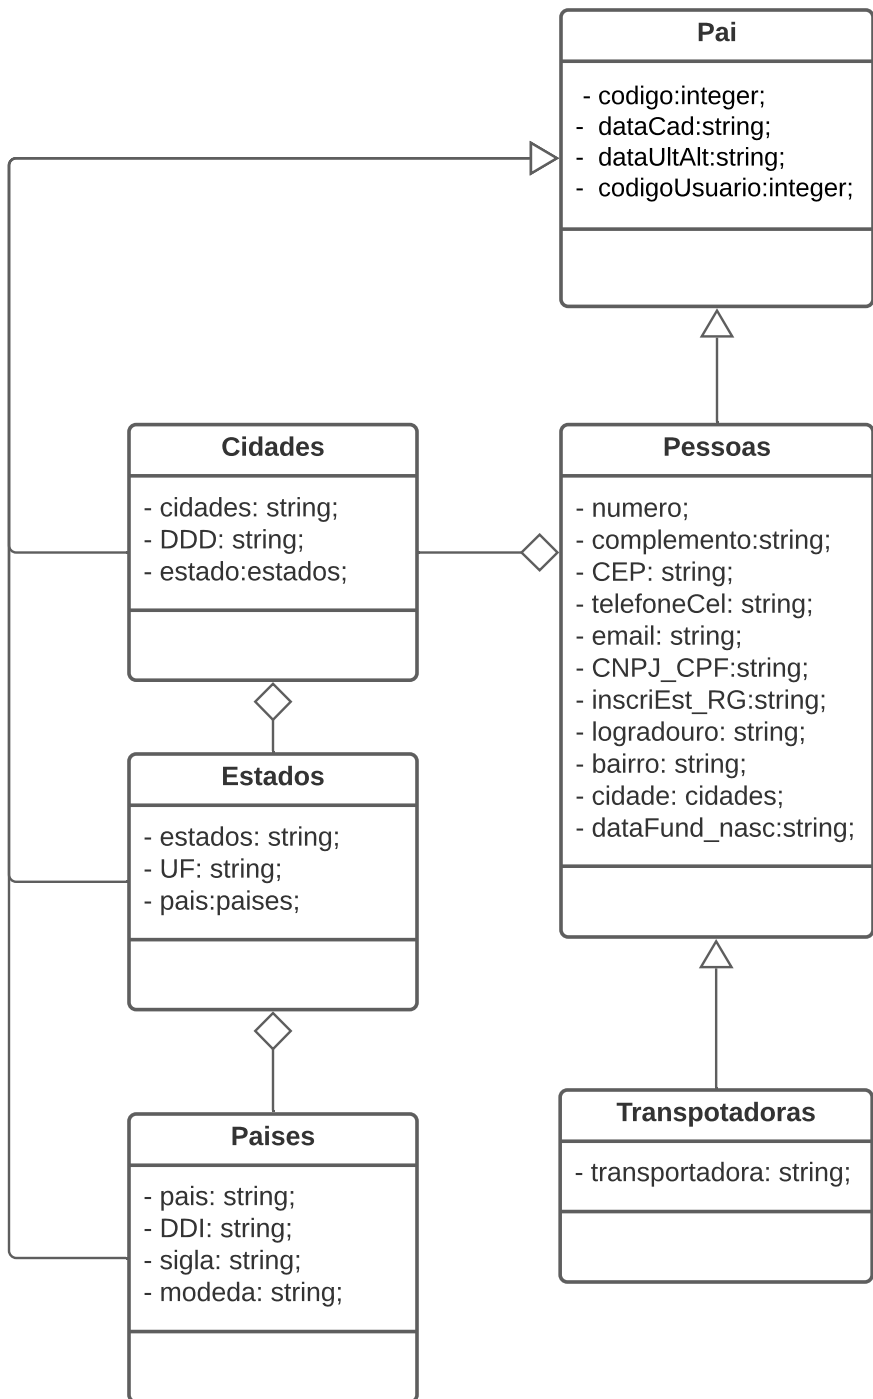 Pai
- codigo:integer;
- dataCad:string;
- dataUltAlt:string;
- codigoUsuario:integer;
Cidades
- cidades: string;
- DDD: string;
- estado:estados;
Pessoas
- numero;
- complemento:string;
- CEP: string;
- telefoneCel: string;
- email: string;
- CNPJ_CPF:string;
- inscriEst_RG:string;
- logradouro: string;
- bairro: string;
- cidade: cidades;
- dataFund_nasc:string;
Estados
- estados: string;
- UF: string;
- pais:paises;
Paises
- pais: string;
- DDI: string;
- sigla: string;
- modeda: string;
Transpotadoras
- transportadora: string;